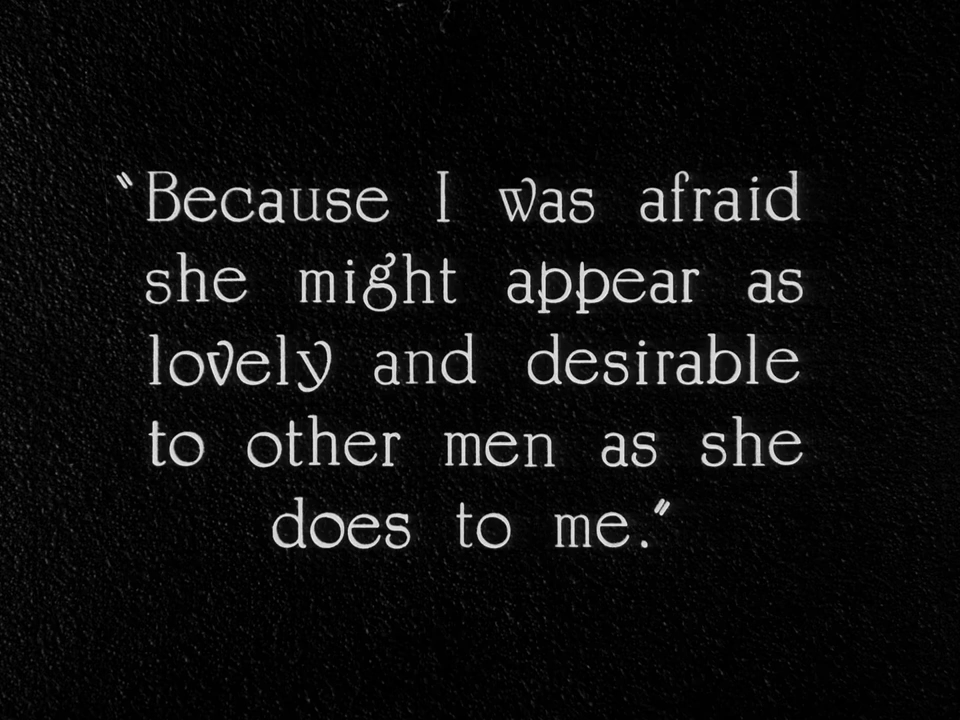 "Because I was afraid
she might appear as
lovely and desirable
to other men as she
does to me."